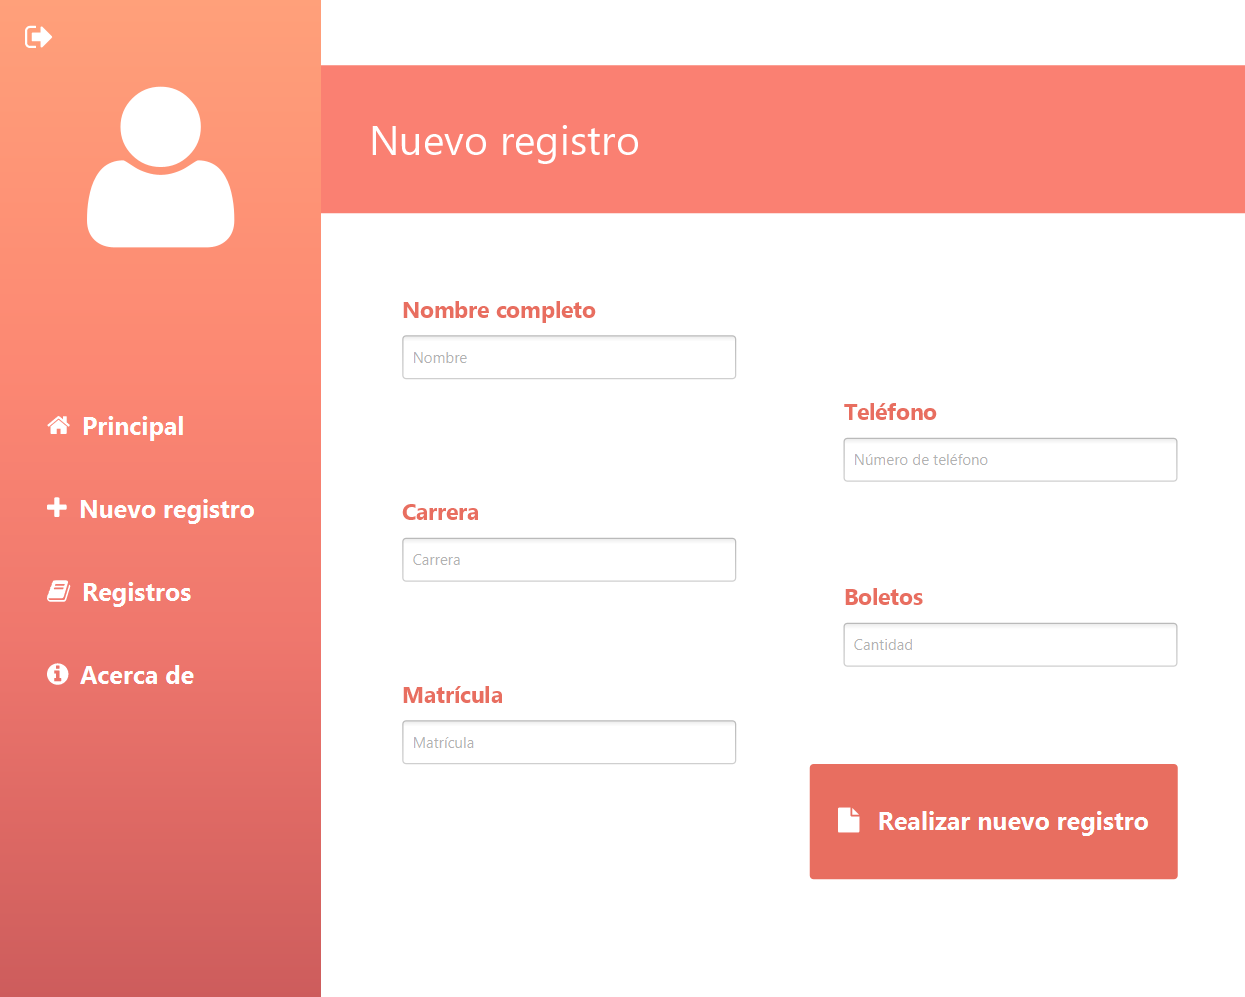 Nuevo registro
Principal
Nuevo registro
Registros
Acerca de
Nombre completo
Nombre
Teléfono
Número de teléfono
Carrera
Carrera
Boletos
Cantidad
Matrícula
Matrícula
Realizar nuevo registro